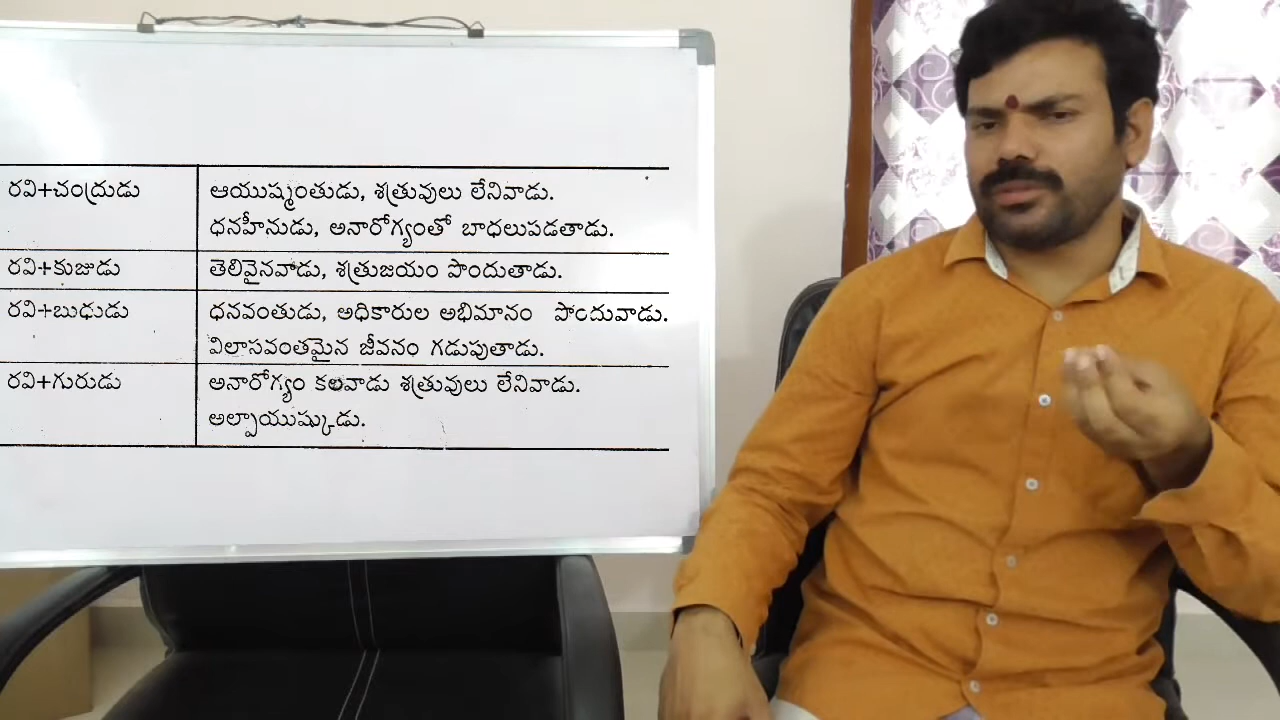 రవి+చంద్రుడు ఆయుష్మంతుడు, శత్రువులు లేనివాడు.
ధనహీనుడు, అనారోగ్యంతో బాధలుపడతాడు.
రవి+కుజుడు తెలివైనవాడు, శత్రుజయం పొందుతాడు.
రవి+బుధుడు ధనవంతుడు, అధికారుల అభిమానం పొందువాడు.
విలాసవంతమైన జీవనం గడుపుతాడు.
రవి+గురుడు అనారోగ్యం కలవాడు శత్రువులు లేనివాడు.
అల్పాయుష్కుడు.